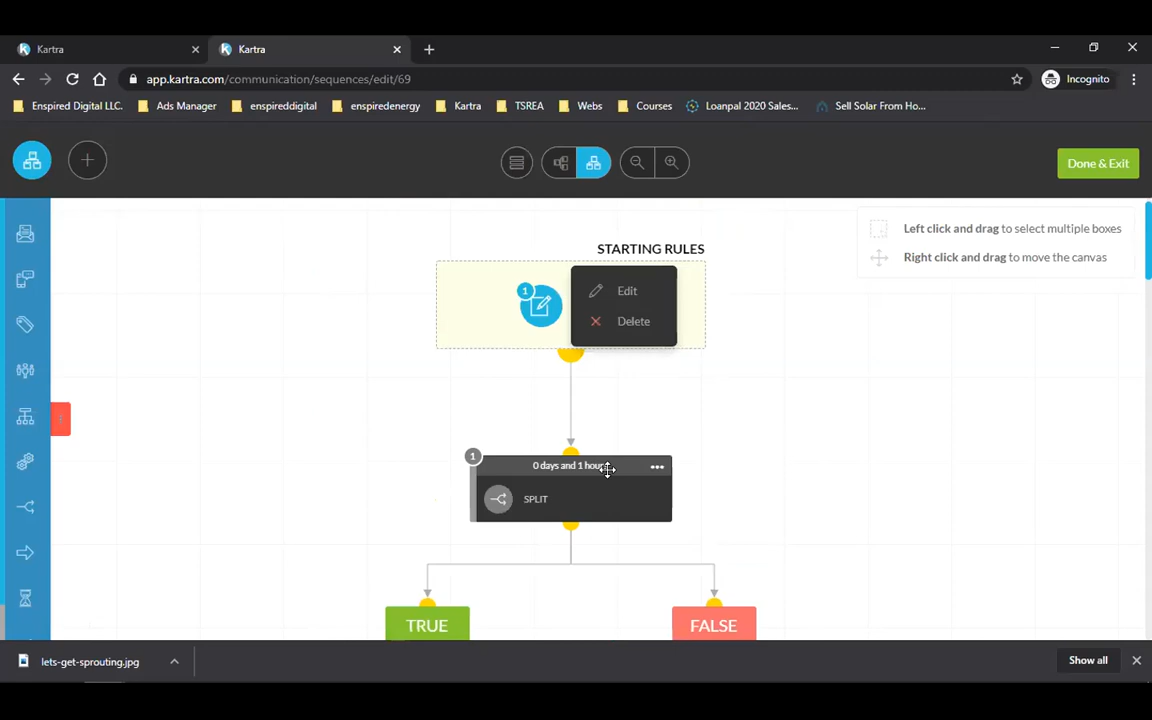 Kartra
Kartra
app.kartra.com/communication/sequences/edit/69
Incognito
Enspired Digital LLC.
Ads Manager
enspireddigital
enspiredenergy
Kartra
TSREA
Webs
Courses
Loanpal 2020 Sales...
Sell Solar From Ho...
Done & Exit
Left click and drag to select multiple boxes
Right click and drag to move the canvas
STARTING RULES
1
Edit
Delete
1
0 days and 1 hours
SPLIT
TRUE
FALSE
lets-get-sprouting.jpg
Show all